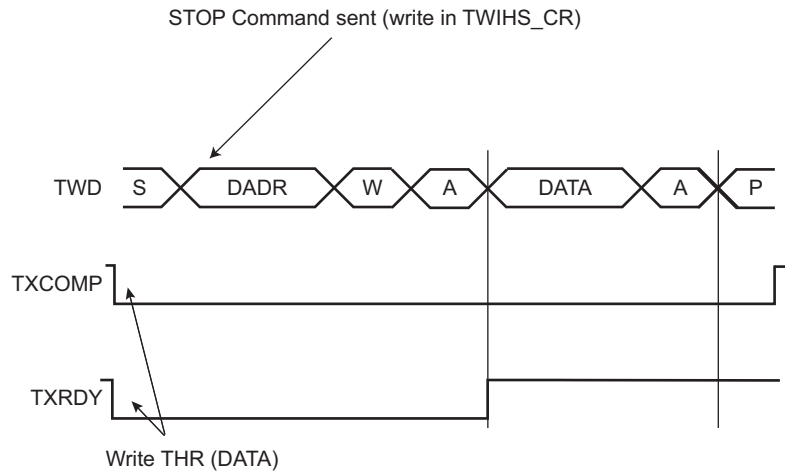 STOP Command sent (write in TWIHS_CR)
TWD S DADR W A DATA A P
TXCOMP
TXRDY
Write THR (DATA)